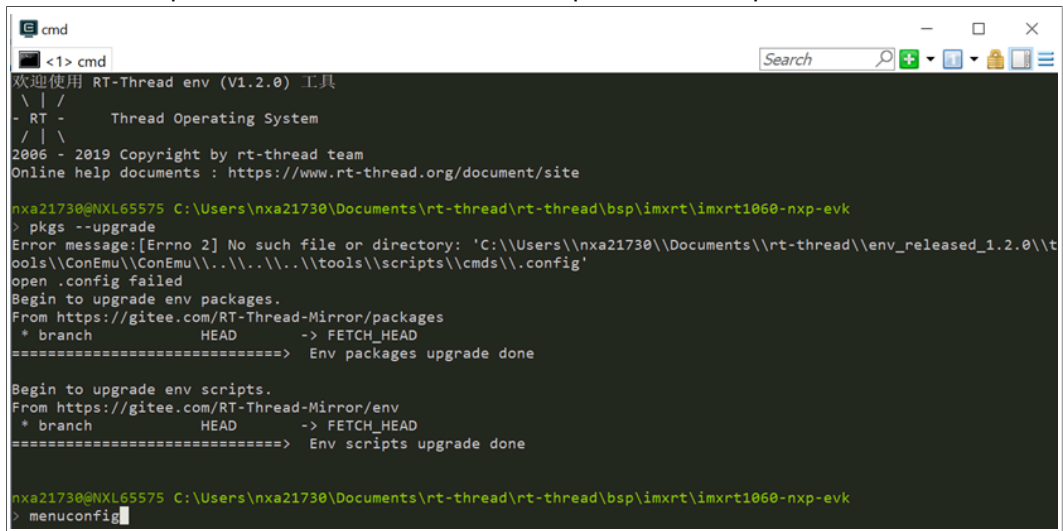 cmd
<1> cmd
Search
欢迎使用 RT-Thread env (V1.2.0) 工具
 \ | /
- RT -     Thread Operating System
 / | \
2006 - 2019 Copyright by rt-thread team
Online help documents : https://www.rt-thread.org/document/site
nxa21730@NXL65575 C:\Users\nxa21730\Documents\rt-thread\rt-thread\bsp\imxrt\imxrt1060-nxp-evk
> pkgs --upgrade
Error message:[Errno 2] No such file or directory: 'C:\\Users\\nxa21730\\Documents\\rt-thread\\env_released_1.2.0\\t
ools\\ConEmu\\ConEmu\\..\\..\\..\\tools\\scripts\\cmds\\.config'
open .config failed
Begin to upgrade env packages.
From https://gitee.com/RT-Thread-Mirror/packages
 * branch            HEAD       -> FETCH_HEAD
==============================> Env packages upgrade done
Begin to upgrade env scripts.
From https://gitee.com/RT-Thread-Mirror/env
 * branch            HEAD       -> FETCH_HEAD
==============================> Env scripts upgrade done
nxa21730@NXL65575 C:\Users\nxa21730\Documents\rt-thread\rt-thread\bsp\imxrt\imxrt1060-nxp-evk
> menuconfig